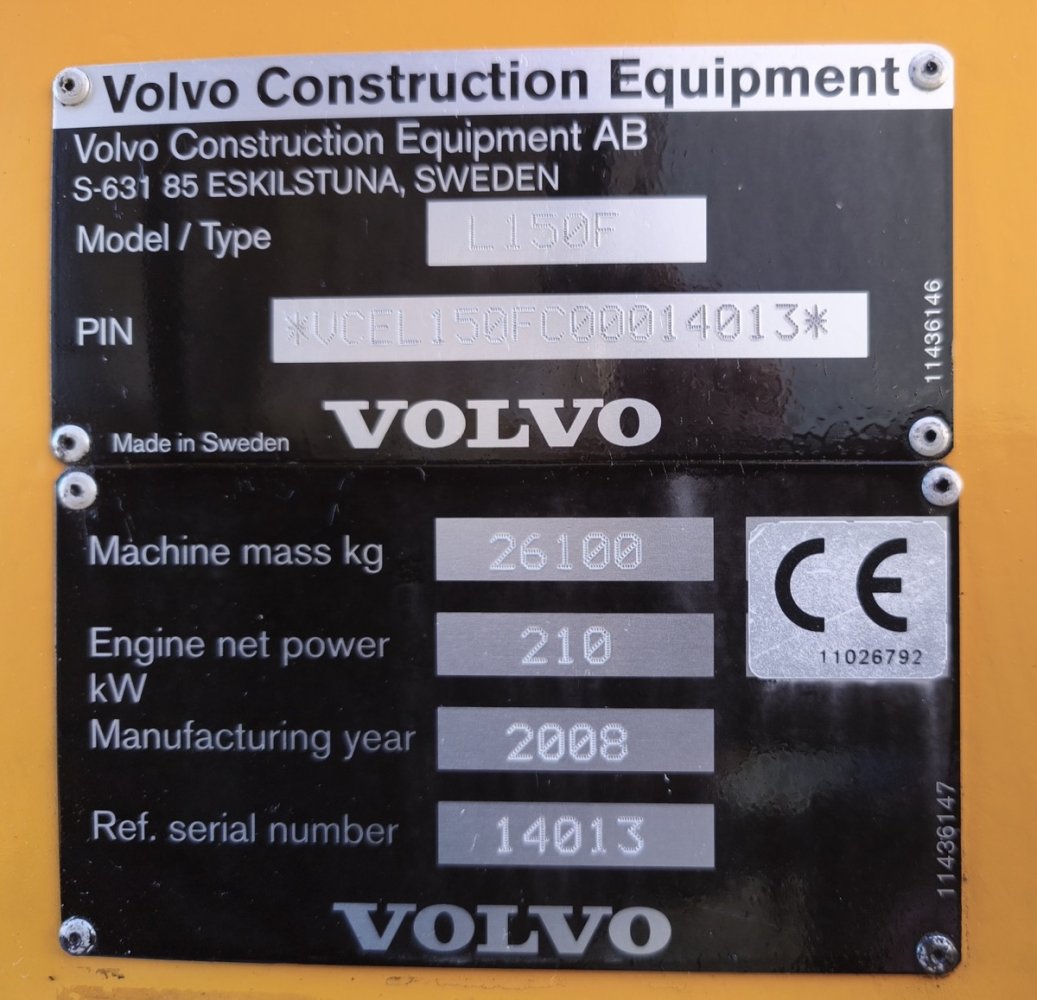 Volvo Construction Equipment
Volvo Construction Equipment AB
S-631 85 ESKILSTUNA, SWEDEN
Model / Type L150F
PIN *VCEL150FC00014013*
11436146
VOLVO
Made in Sweden
Machine mass kg 26100
CE
11026792
Engine net power 210
kW
Manufacturing year 2008
Ref. serial number 14013
11436147
VOLVO